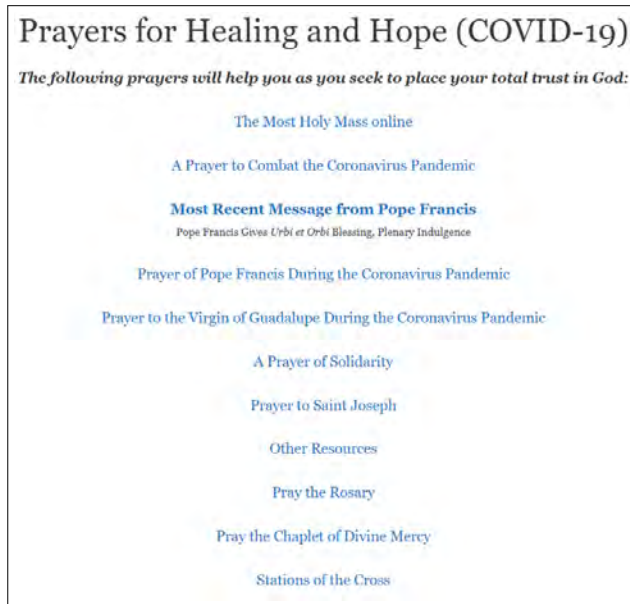 Prayers for Healing and Hope (COVID-19)
The following prayers will help you as you seek to place your total trust in God:
The Most Holy Mass online
A Prayer to Combat the Coronavirus Pandemic
Most Recent Message from Pope Francis
Pope Francis Gives Urbi et Orbi Blessing, Plenary Indulgence
Prayer of Pope Francis During the Coronavirus Pandemic
Prayer to the Virgin of Guadalupe During the Coronavirus Pandemic
A Prayer of Solidarity
Prayer to Saint Joseph
Other Resources
Pray the Rosary
Pray the Chaplet of Divine Mercy
Stations of the Cross